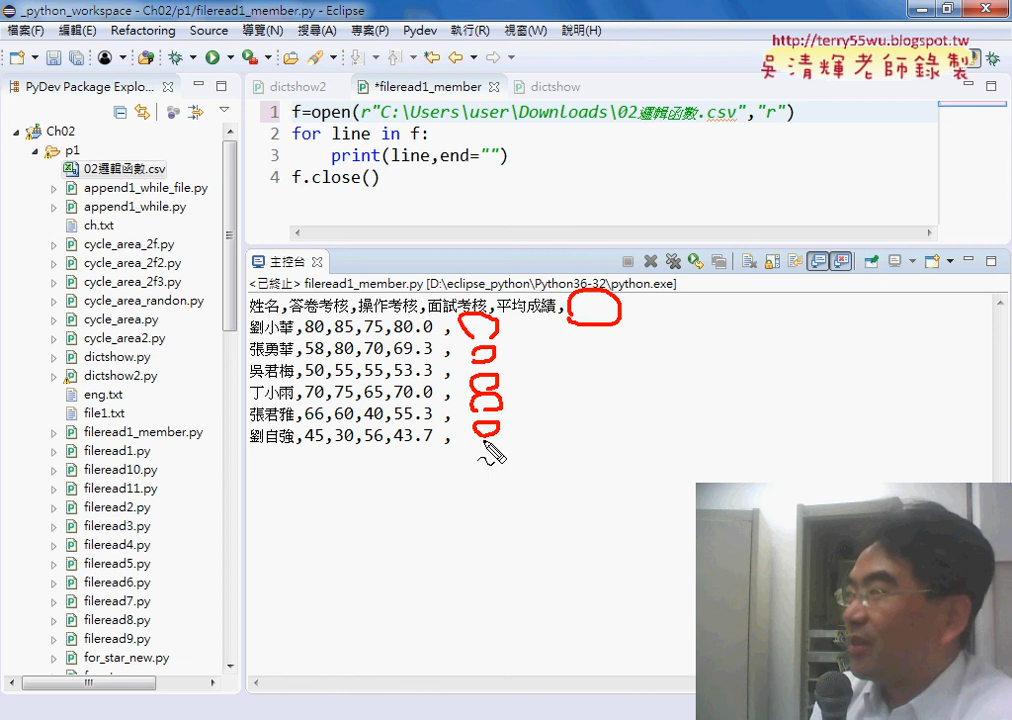 _python_workspace - Ch02/p1/fileread1_member.py - Eclipse
檔案(F) 編輯(E) Refactoring Source 導覽(N) 搜尋(A) 專案(P) Pydev 執行(R) 視窗(W) 說明(H)
http://terry55wu.blogspot.tw
吳清輝老師錄製
PyDev Package Explo...
dictshow2 *fileread1_member dictshow
1 f=open(r"C:\Users\user\Downloads\02邏輯函數.csv","r")
2 for line in f:
3 print(line,end="")
4 f.close()
Ch02
p1
02邏輯函數.csv
append1_while_file.py
append1_while.py
ch.txt
cycle_area_2f.py
cycle_area_2f2.py
cycle_area_2f3.py
cycle_area_randon.py
cycle_area.py
cycle_area2.py
dictshow.py
dictshow2.py
eng.txt
file1.txt
fileread1_member.py
fileread1.py
fileread10.py
fileread11.py
fileread2.py
fileread3.py
fileread4.py
fileread5.py
fileread6.py
fileread7.py
fileread8.py
fileread9.py
for_star_new.py
主控台
<已終止> fileread1_member.py [D:\eclipse_python\Python36-32\python.exe]
姓名,答卷考核,操作考核,面試考核,平均成績,
劉小華,80,85,75,80.0 ,
張勇華,58,80,70,69.3 ,
吳君梅,50,55,55,53.3 ,
丁小雨,70,75,65,70.0 ,
張君雅,66,60,40,55.3 ,
劉自強,45,30,56,43.7 ,